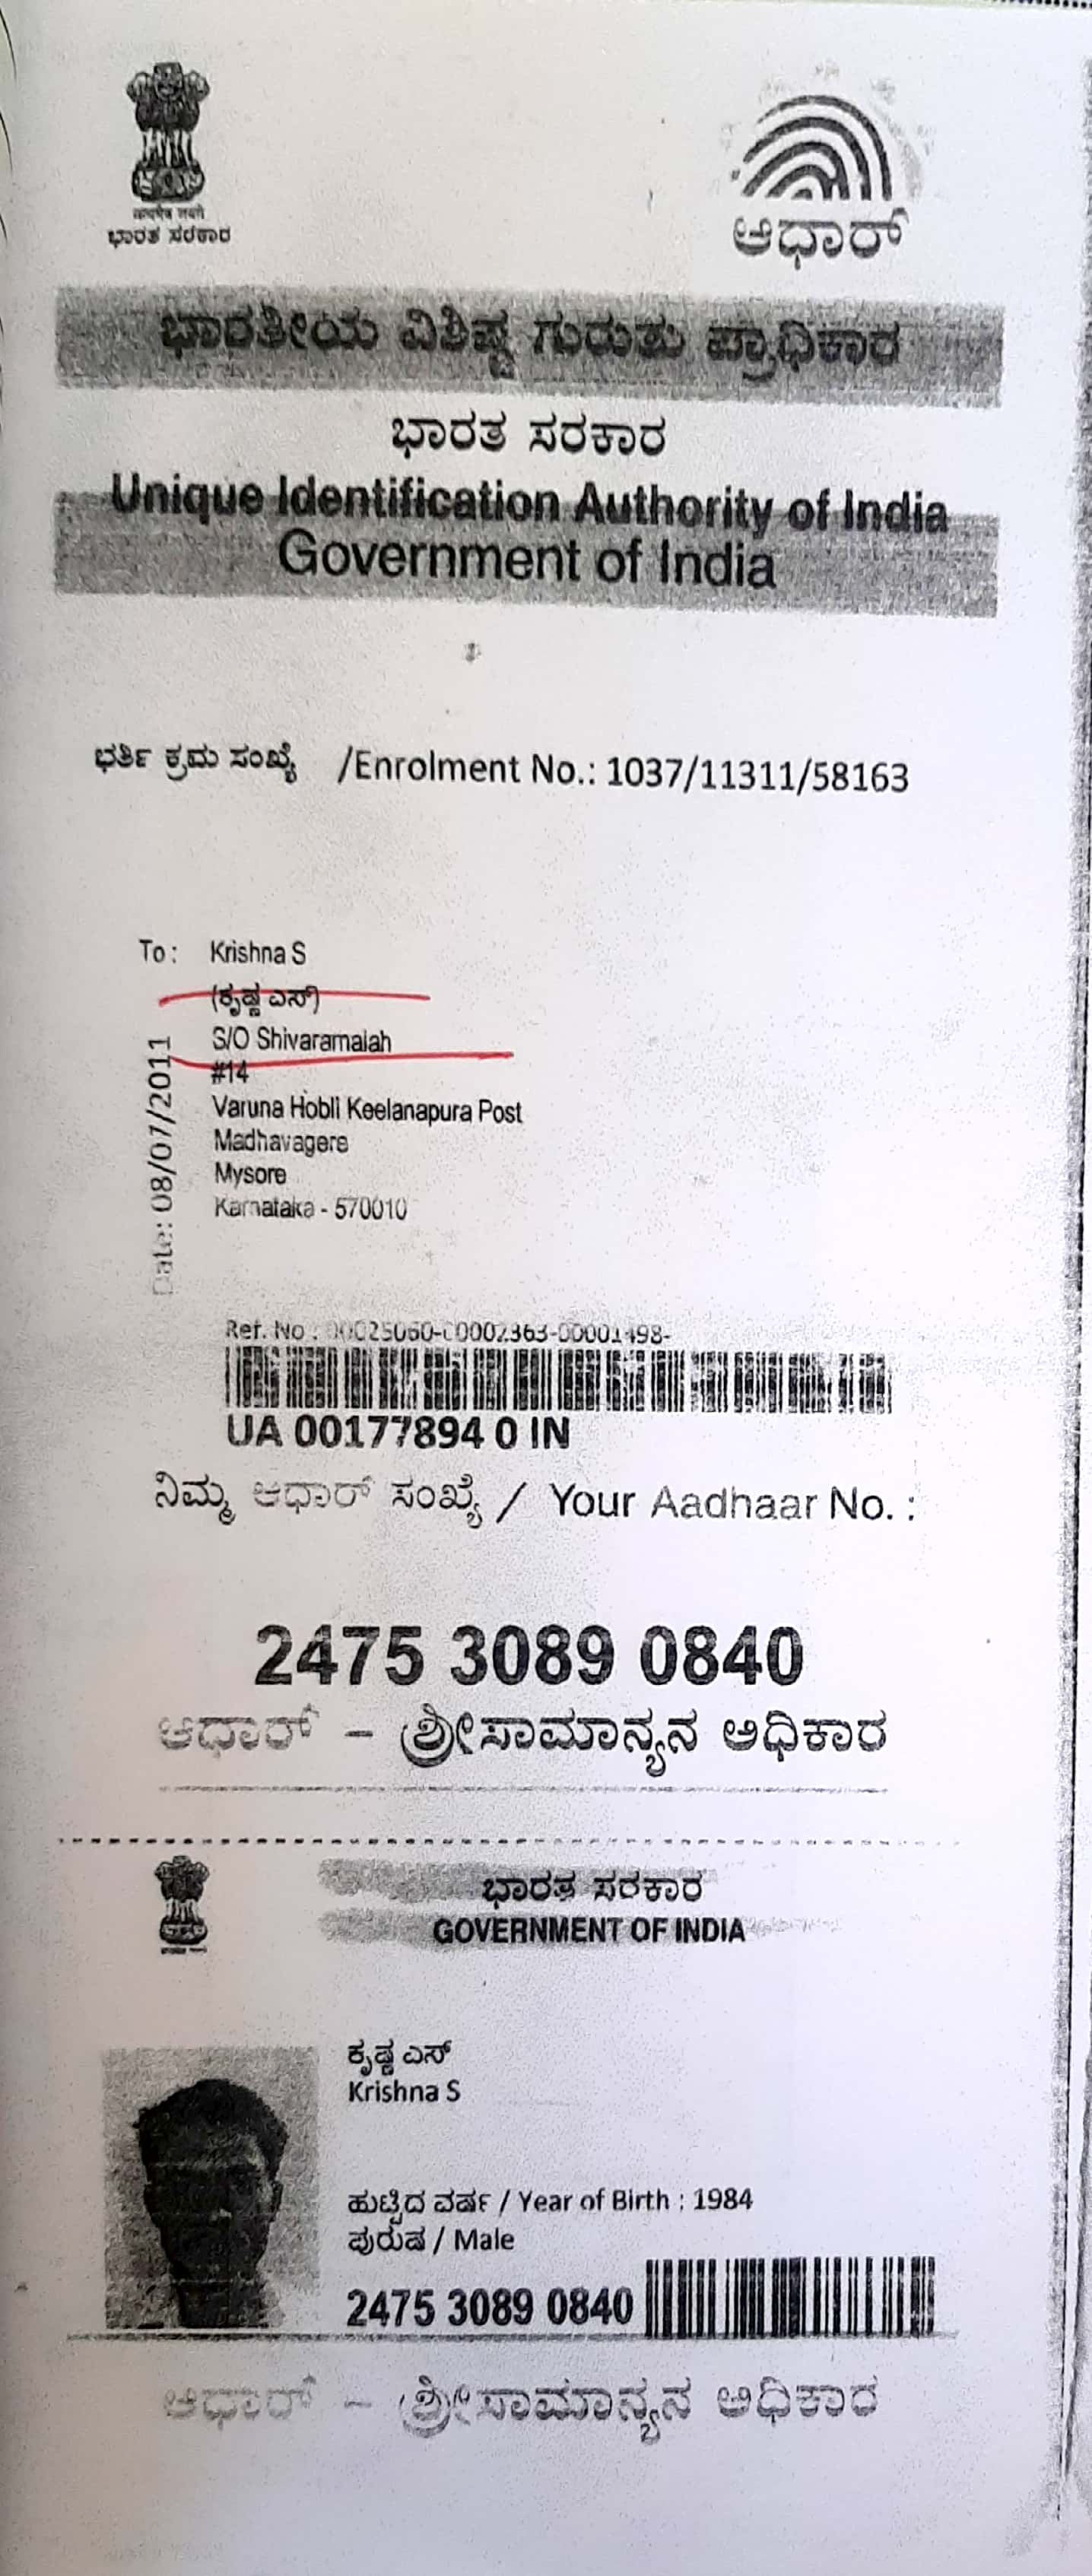 ಭಾರತ ಸರಕಾರ
ಆಧಾರ್
ಭಾರತೀಯ ವಿಶಿಷ್ಟ ಗುರುತು ಪ್ರಾಧಿಕಾರ
ಭಾರತ ಸರಕಾರ
Unique Identification Authority of India
Government of India
ಭರ್ತಿ ಕ್ರಮ ಸಂಖ್ಯೆ /Enrolment No.: 1037/11311/58163
To: Krishna S
(ಕೃಷ್ಣ ಎಸ್)
S/O Shivaramaiah
#14
Varuna Hobli Keelanapura Post
Madhavagere
Mysore
Karnataka - 570010
Date: 08/07/2011
Ref. No :
UA 00177894 0 IN
ನಿಮ್ಮ ಆಧಾರ್ ಸಂಖ್ಯೆ / Your Aadhaar No. :
2475 3089 0840
ಆಧಾರ್ – ಶ್ರೀಸಾಮಾನ್ಯನ ಅಧಿಕಾರ
ಭಾರತ ಸರಕಾರ
GOVERNMENT OF INDIA
ಕೃಷ್ಣ ಎಸ್
Krishna S
ಹುಟ್ಟಿದ ವರ್ಷ / Year of Birth : 1984
ಪುರುಷ / Male
2475 3089 0840
ಆಧಾರ್ – ಶ್ರೀಸಾಮಾನ್ಯನ ಅಧಿಕಾರ